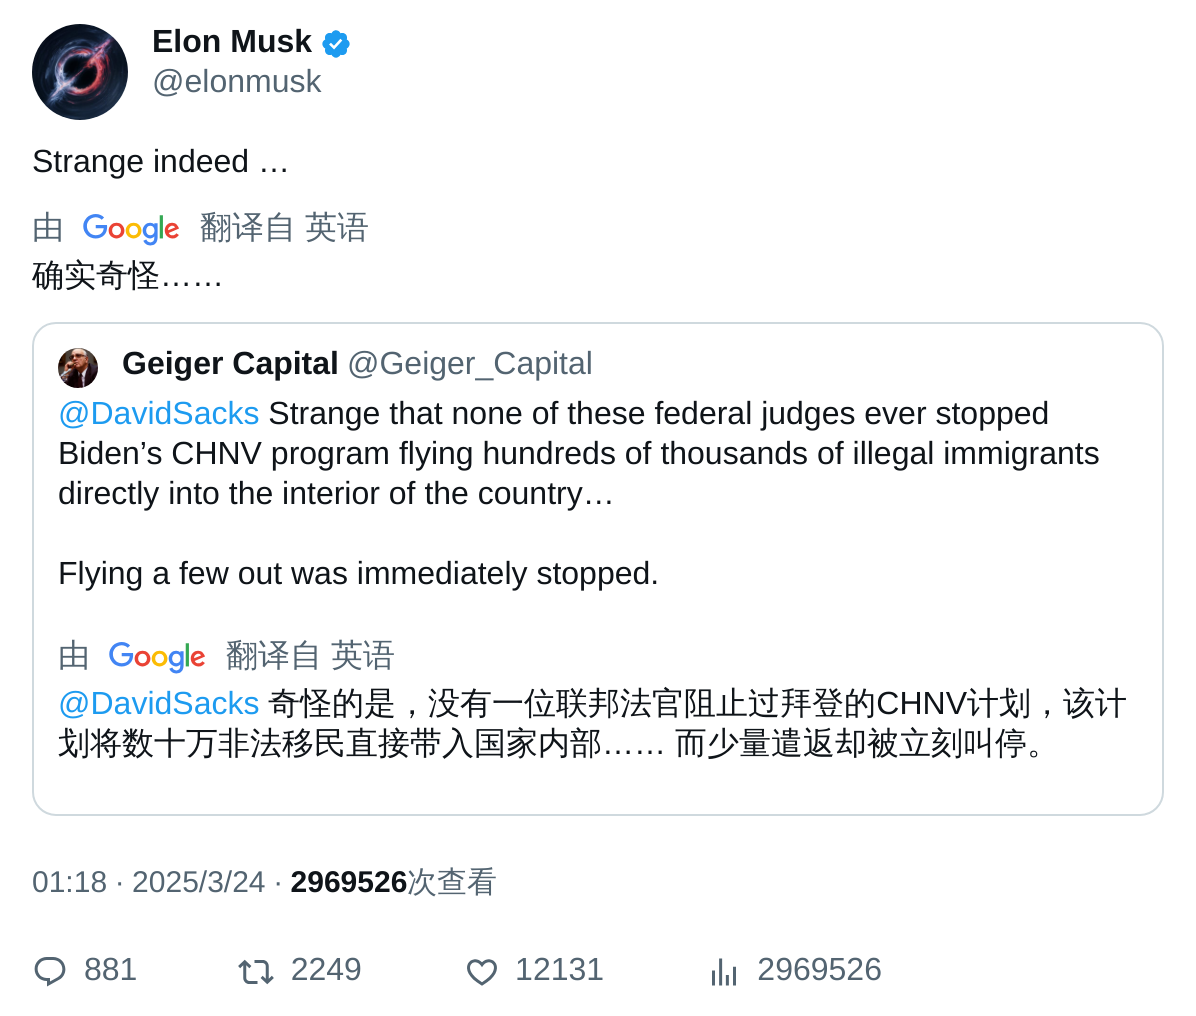 Elon Musk
@elonmusk
Strange indeed …
由 Google 翻译自 英语
确实奇怪……
Geiger Capital @Geiger_Capital
@DavidSacks Strange that none of these federal judges ever stopped
Biden’s CHNV program flying hundreds of thousands of illegal immigrants
directly into the interior of the country…
Flying a few out was immediately stopped.
由 Google 翻译自 英语
@DavidSacks 奇怪的是，没有一位联邦法官阻止过拜登的CHNV计划，该计
划将数十万非法移民直接带入国家内部…… 而少量遣返却被立刻叫停。
01:18 · 2025/3/24 · 2969526次查看
881 2249 12131 2969526